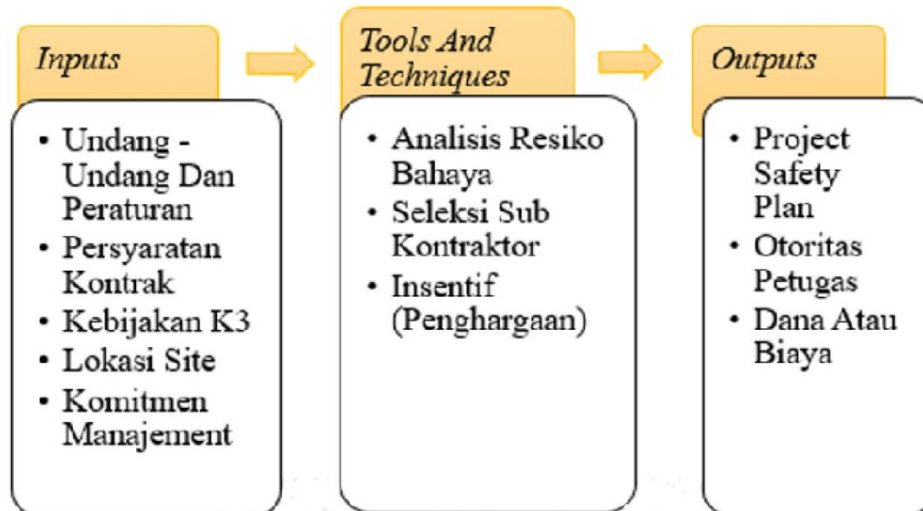 Inputs
• Undang -
Undang Dan
Peraturan
• Persyaratan
Kontrak
• Kebijakan K3
• Lokasi Site
• Komitmen
Manajement
Tools And
Techniques
• Analisis Resiko
Bahaya
• Seleksi Sub
Kontraktor
• Insentif
(Penghargaan)
Outputs
• Project
Safety
Plan
• Otoritas
Petugas
• Dana Atau
Biaya